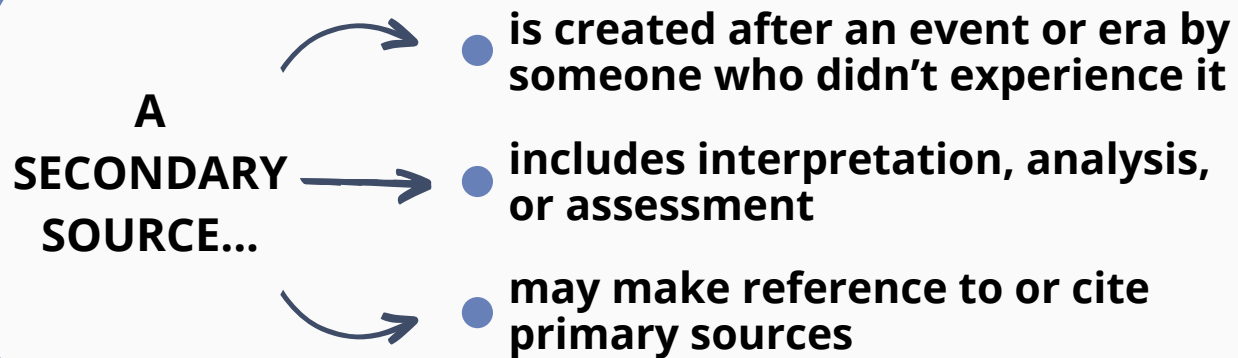 A
SECONDARY
SOURCE...
is created after an event or era by
someone who didn’t experience it
includes interpretation, analysis,
or assessment
may make reference to or cite
primary sources